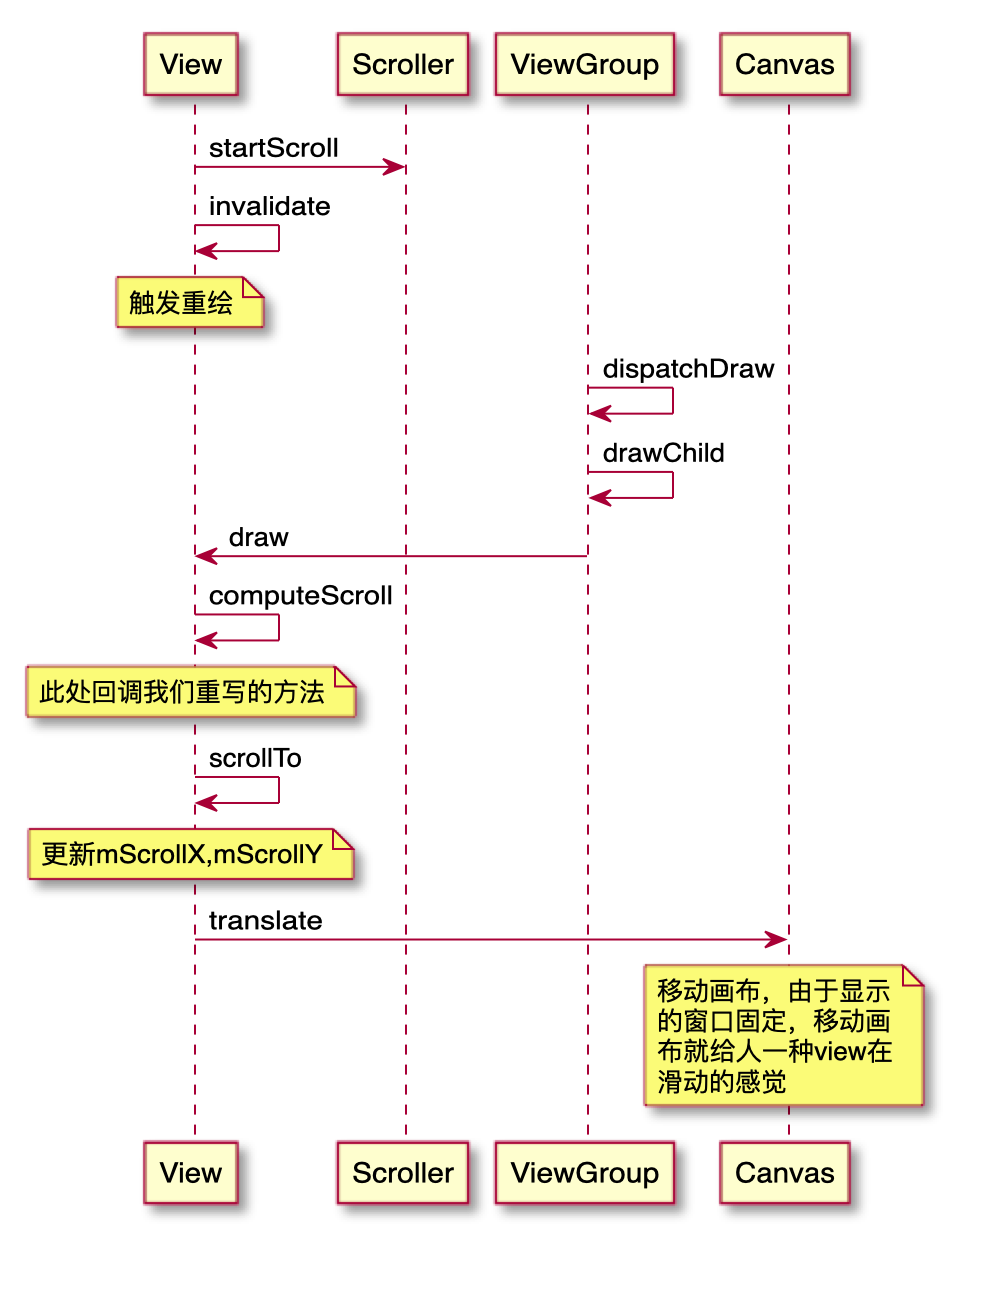 View
Scroller
ViewGroup
Canvas
startScroll
invalidate
触发重绘
dispatchDraw
drawChild
draw
computeScroll
此处回调我们重写的方法
scrollTo
更新mScrollX,mScrollY
translate
移动画布，由于显示
的窗口固定，移动画
布就给人一种view在
滑动的感觉
View
Scroller
ViewGroup
Canvas